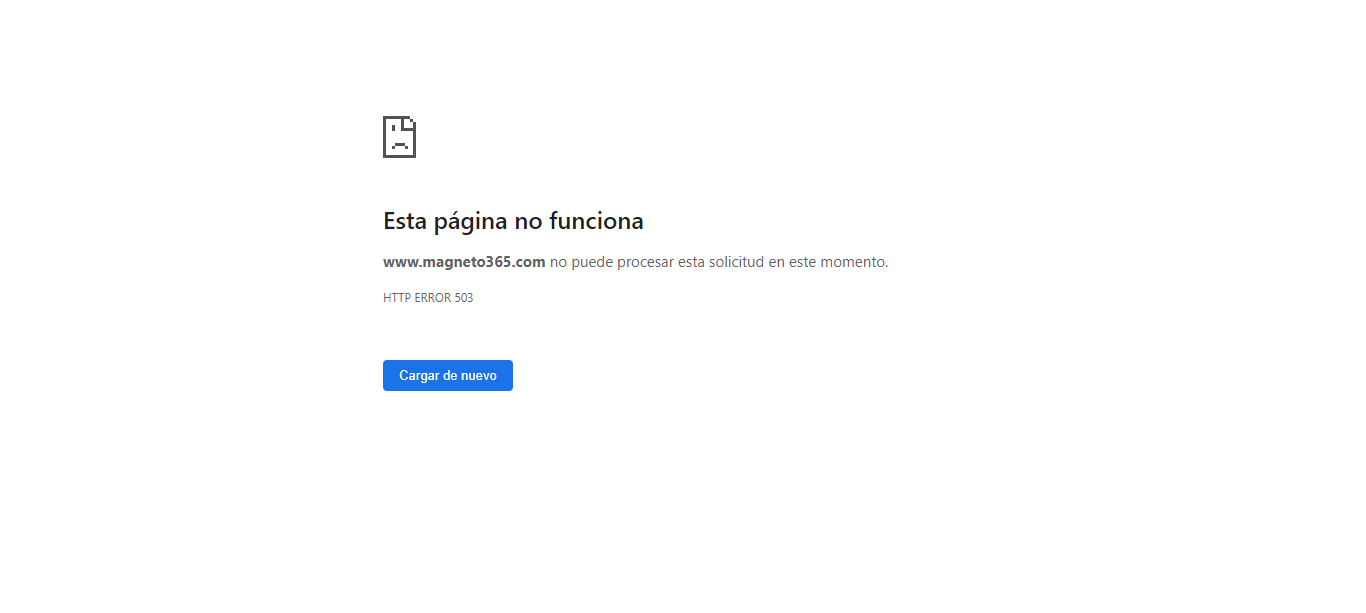 Esta página no funciona
www.magneto365.com no puede procesar esta solicitud en este momento.
HTTP ERROR 503
Cargar de nuevo